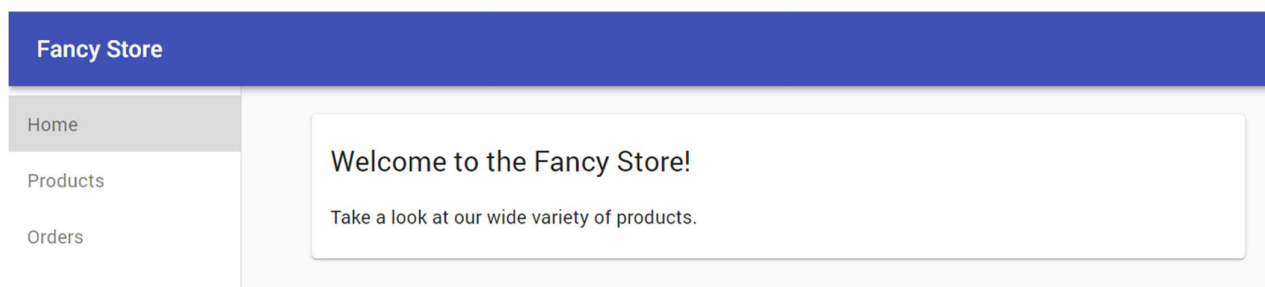 Fancy Store
Home
Products
Orders
Welcome to the Fancy Store!
Take a look at our wide variety of products.